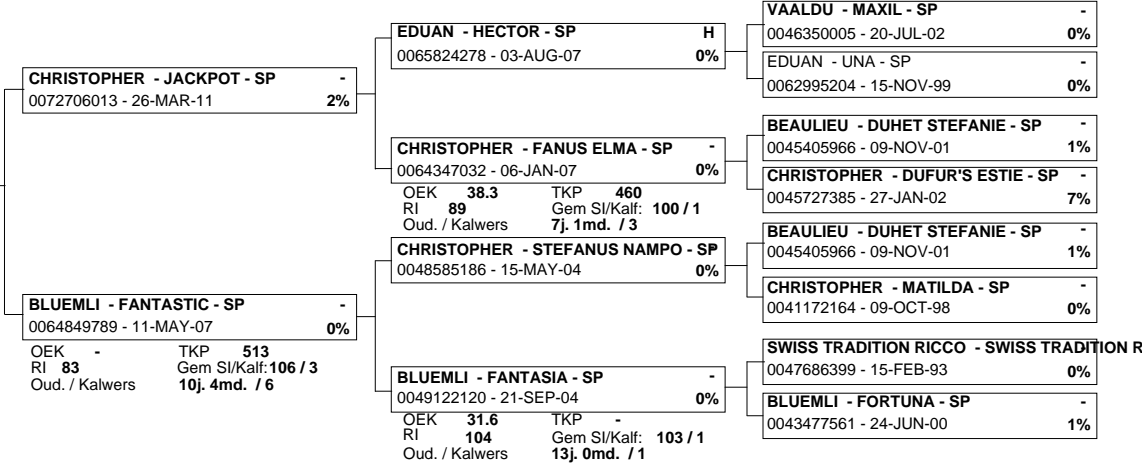 CHRISTOPHER - JACKPOT - SP -
0072706013 - 26-MAR-11 2%
BLUEMLI - FANTASTIC - SP -
0064849789 - 11-MAY-07 0%
OEK - TKP 513
RI 83 Gem SI/Kalf: 106 / 3
Oud. / Kalwers 10j. 4md. / 6
EDUAN - HECTOR - SP H
0065824278 - 03-AUG-07 0%
CHRISTOPHER - FANUS ELMA - SP -
0064347032 - 06-JAN-07 0%
OEK 38.3 TKP 460
RI 89 Gem SI/Kalf: 100 / 1
Oud. / Kalwers 7j. 1md. / 3
CHRISTOPHER - STEFANUS NAMPO - SP -
0048585186 - 15-MAY-04 0%
BLUEMLI - FANTASIA - SP -
0049122120 - 21-SEP-04 0%
OEK 31.6 TKP -
RI 104 Gem SI/Kalf: 103 / 1
Oud. / Kalwers 13j. 0md. / 1
VAALDU - MAXIL - SP -
0046350005 - 20-JUL-02 0%
EDUAN - UNA - SP -
0062995204 - 15-NOV-99 0%
BEAULIEU - DUHET STEFANIE - SP -
0045405966 - 09-NOV-01 1%
CHRISTOPHER - DUFUR'S ESTIE - SP -
0045727385 - 27-JAN-02 7%
BEAULIEU - DUHET STEFANIE - SP -
0045405966 - 09-NOV-01 1%
CHRISTOPHER - MATILDA - SP -
0041172164 - 09-OCT-98 0%
SWISS TRADITION RICCO - SWISS TRADITION R
0047686399 - 15-FEB-93 0%
BLUEMLI - FORTUNA - SP -
0043477561 - 24-JUN-00 1%